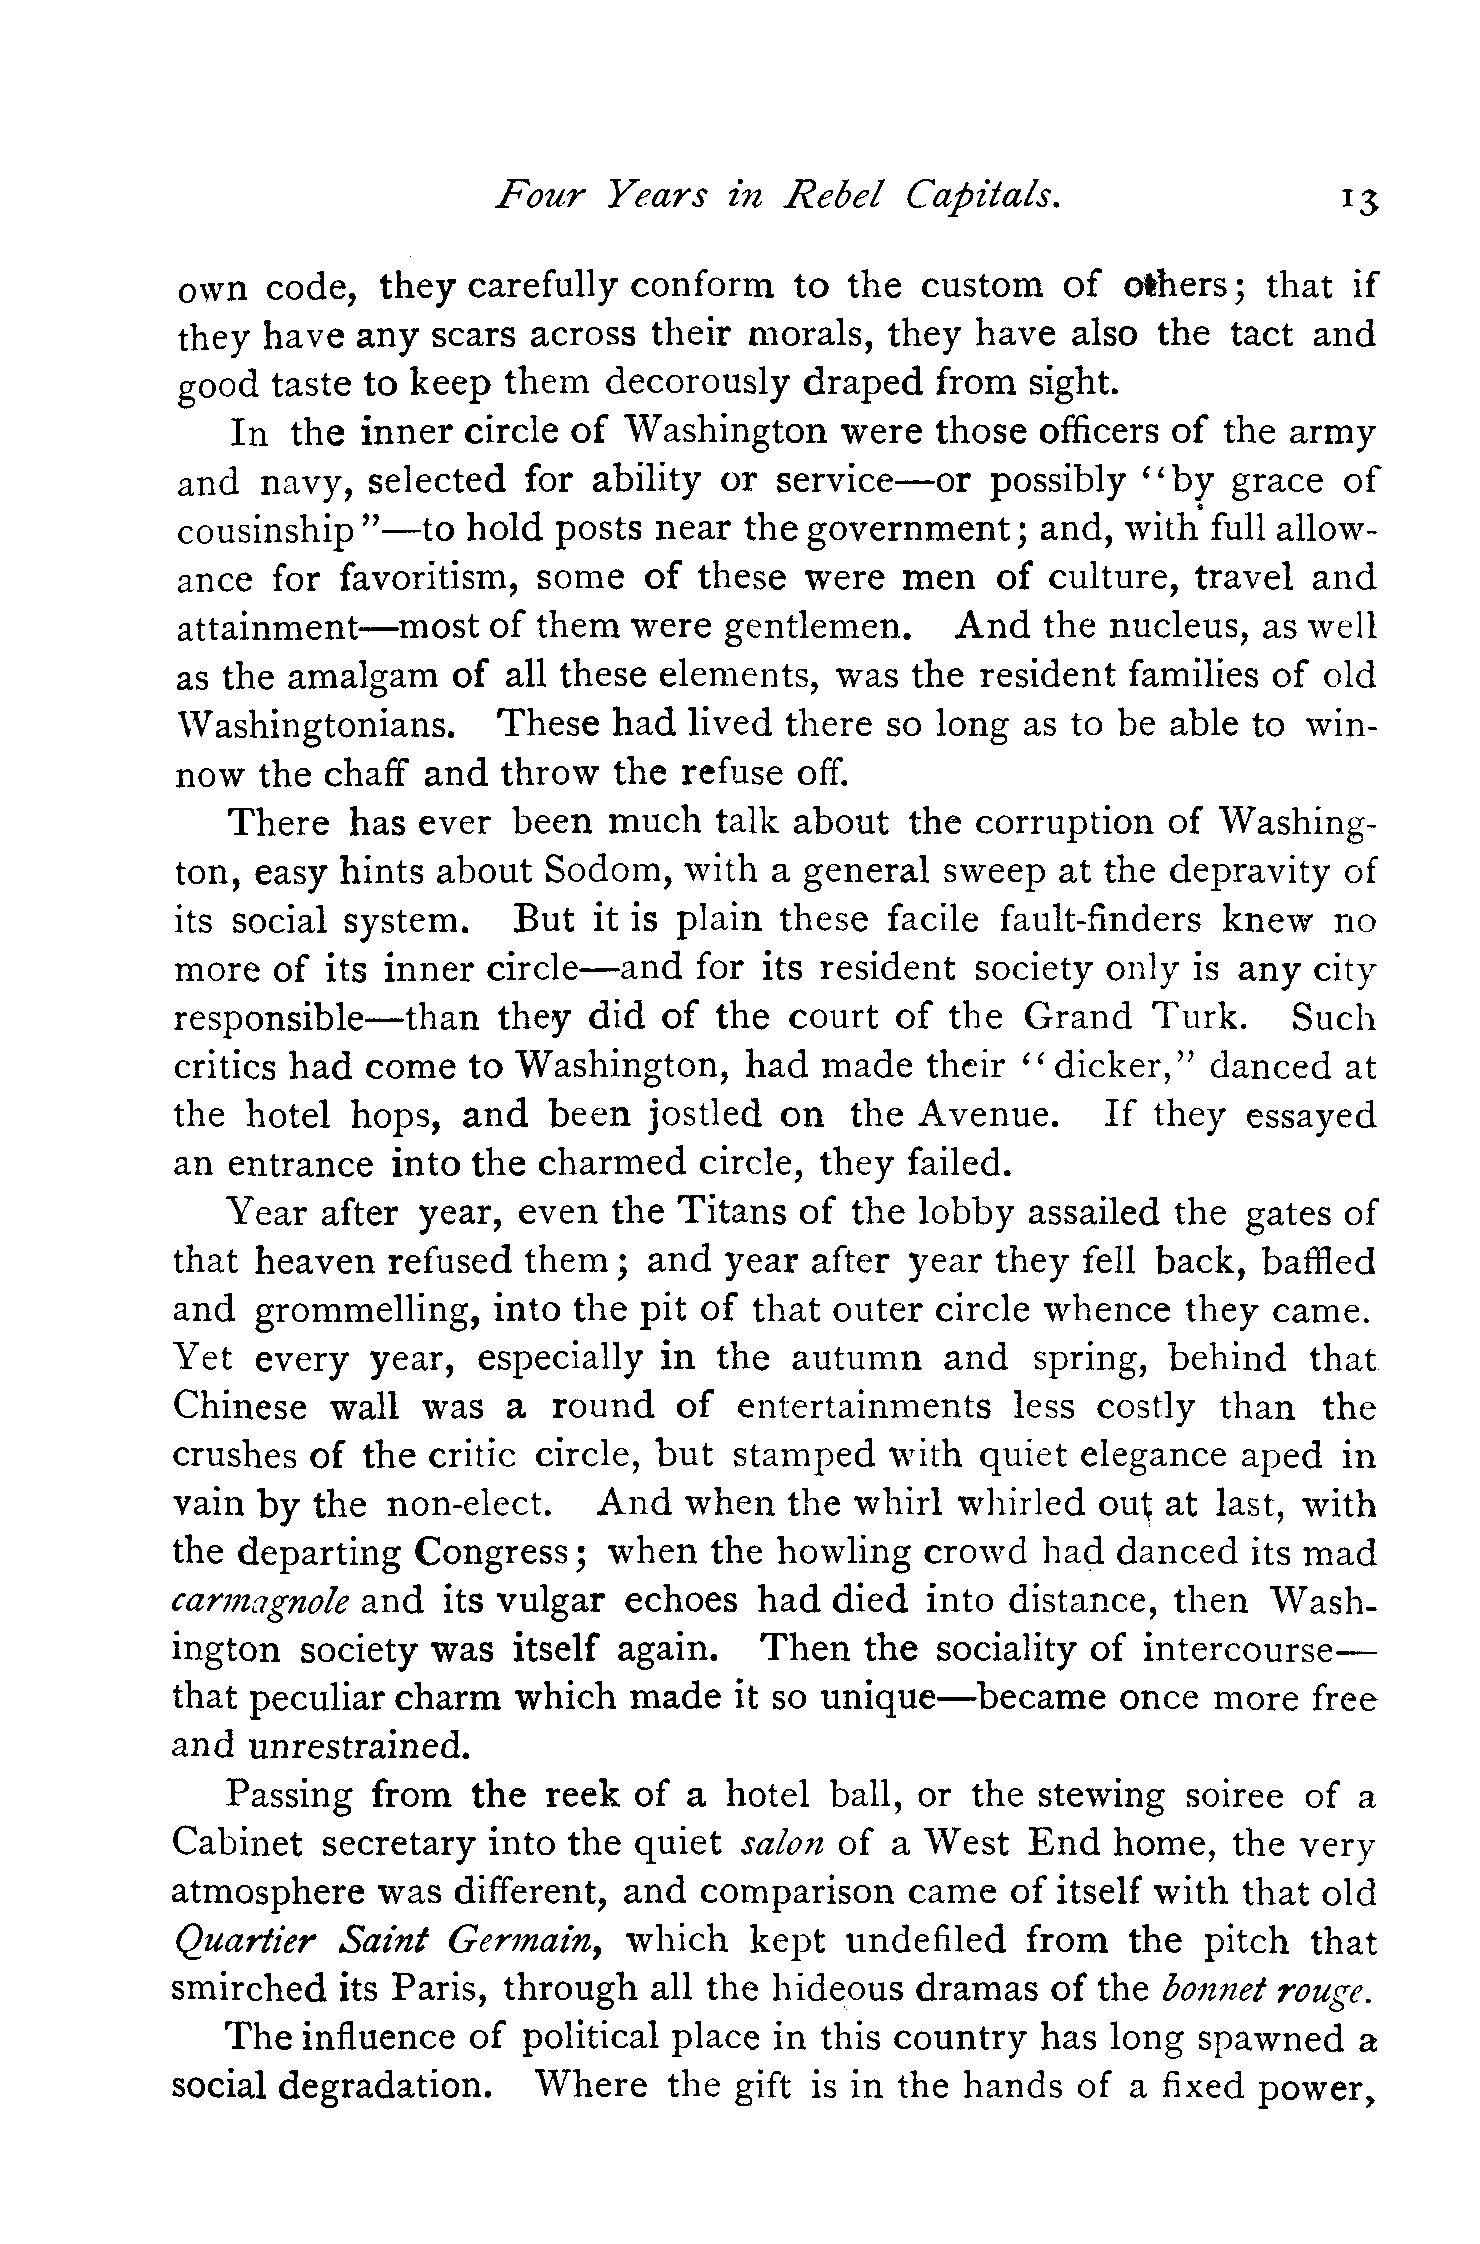 Four Years in Rebel Capitals. 13
own code, they carefully conform to the custom of others; that if
they have any scars across their morals, they have also the tact and
good taste to keep them decorously draped from sight.
In the inner circle of Washington were those officers of the army
and navy, selected for ability or service—or possibly "by grace of
cousinship"—to hold posts near the government; and, with full allow-
ance for favoritism, some of these were men of culture, travel and
attainment—most of them were gentlemen. And the nucleus, as well
as the amalgam of all these elements, was the resident families of old
Washingtonians. These had lived there so long as to be able to win-
now the chaff and throw the refuse off.
There has ever been much talk about the corruption of Washing-
ton, easy hints about Sodom, with a general sweep at the depravity of
its social system. But it is plain these facile fault-finders knew no
more of its inner circle—and for its resident society only is any city
responsible—than they did of the court of the Grand Turk. Such
critics had come to Washington, had made their "dicker," danced at
the hotel hops, and been jostled on the Avenue. If they essayed
an entrance into the charmed circle, they failed.
Year after year, even the Titans of the lobby assailed the gates of
that heaven refused them; and year after year they fell back, baffled
and grommelling, into the pit of that outer circle whence they came.
Yet every year, especially in the autumn and spring, behind that
Chinese wall was a round of entertainments less costly than the
crushes of the critic circle, but stamped with quiet elegance aped in
vain by the non-elect. And when the whirl whirled out at last, with
the departing Congress; when the howling crowd had danced its mad
carmagnole and its vulgar echoes had died into distance, then Wash-
ington society was itself again. Then the sociality of intercourse—
that peculiar charm which made it so unique—became once more free
and unrestrained.
Passing from the reek of a hotel ball, or the stewing soiree of a
Cabinet secretary into the quiet salon of a West End home, the very
atmosphere was different, and comparison came of itself with that old
Quartier Saint Germain, which kept undefiled from the pitch that
smirched its Paris, through all the hideous dramas of the bonnet rouge.
The influence of political place in this country has long spawned a
social degradation. Where the gift is in the hands of a fixed power,